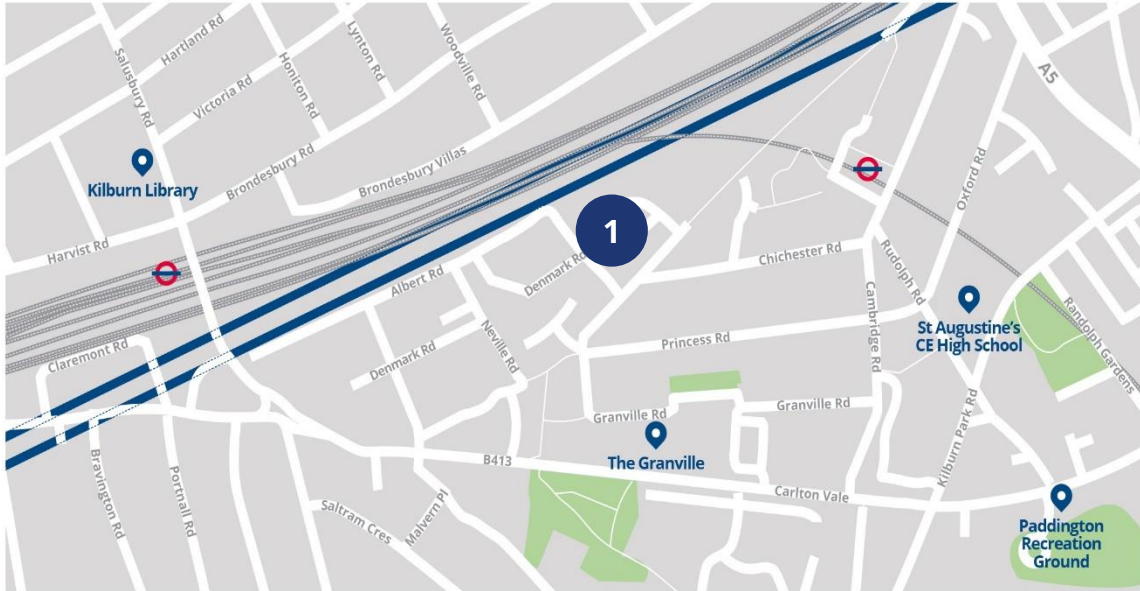 Salusbury Rd
Hartland Rd
Victoria Rd
Honiton Rd
Lynton Rd
Woodville Rd
A5
Kilburn Library
Brondesbury Rd
Brondesbury Villas
Oxford Rd
Harvist Rd
1
Albert Rd
Denmark Rd
Chichester Rd
Rudolph Rd
Cambridge Rd
St Augustine's
CE High School
Randolph Gardens
Claremont Rd
Denmark Rd
Neville Rd
Princess Rd
Granville Rd
Granville Rd
Kilburn Park Rd
The Granville
B413
Carlton Vale
Bravington Rd
Portnall Rd
Saltram Cres
Malvern Pl
Paddington
Recreation
Ground